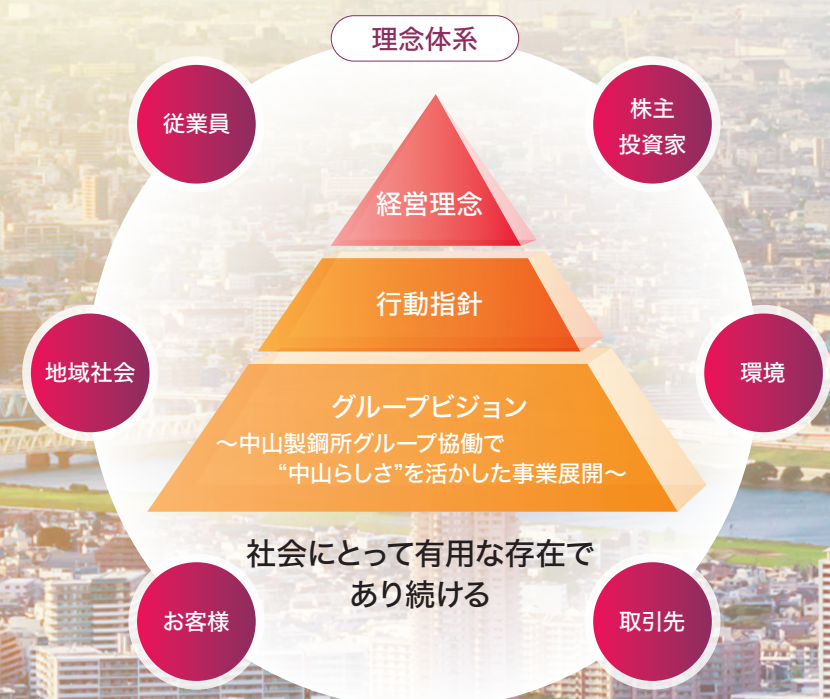 理念体系
従業員
株主
投資家
経営理念
行動指針
地域社会
環境
グループビジョン
～中山製鋼所グループ協働で
“中山らしさ”を活かした事業展開～
社会にとって有用な存在で
あり続ける
お客様
取引先